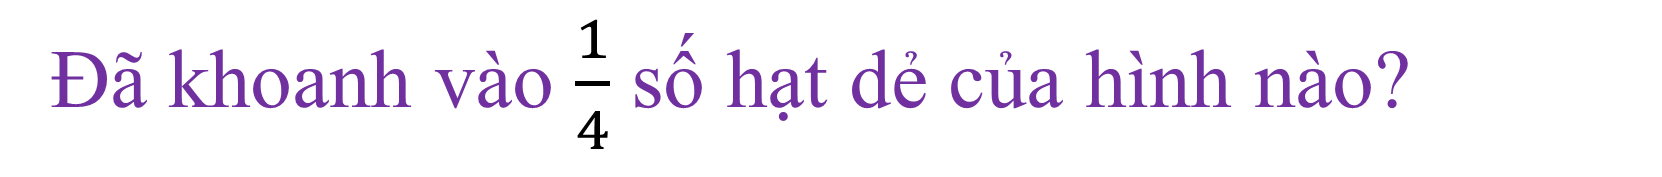 Đã khoanh vào 1/4 số hạt dẻ của hình nào?